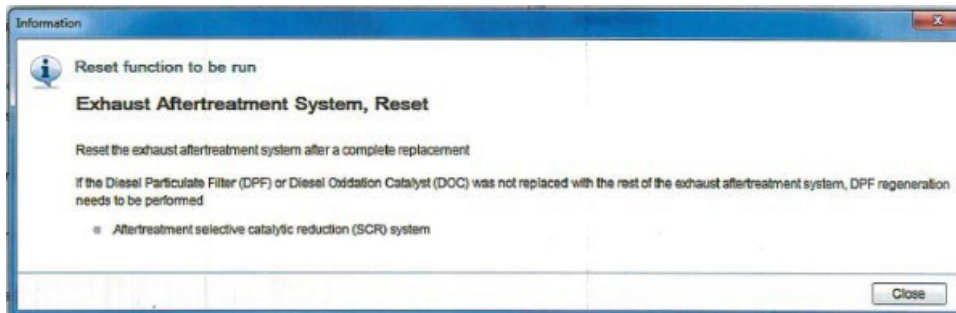 Information
Reset function to be run
Exhaust Aftertreatment System, Reset
Reset the exhaust aftertreatment system after a complete replacement
If the Diesel Particulate Filter (DPF) or Diesel Oxidation Catalyst (DOC) was not replaced with the rest of the exhaust aftertreatment system, DPF regeneration
needs to be performed
Aftertreatment selective catalytic reduction (SCR) system
Close